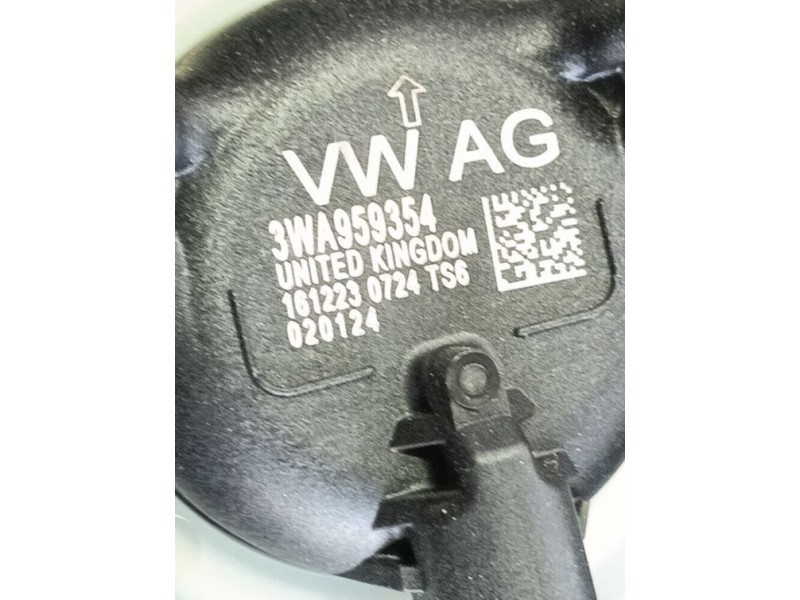 VW AG
3WA959354
UNITED KINGDOM
161223 0724 TS6
020124